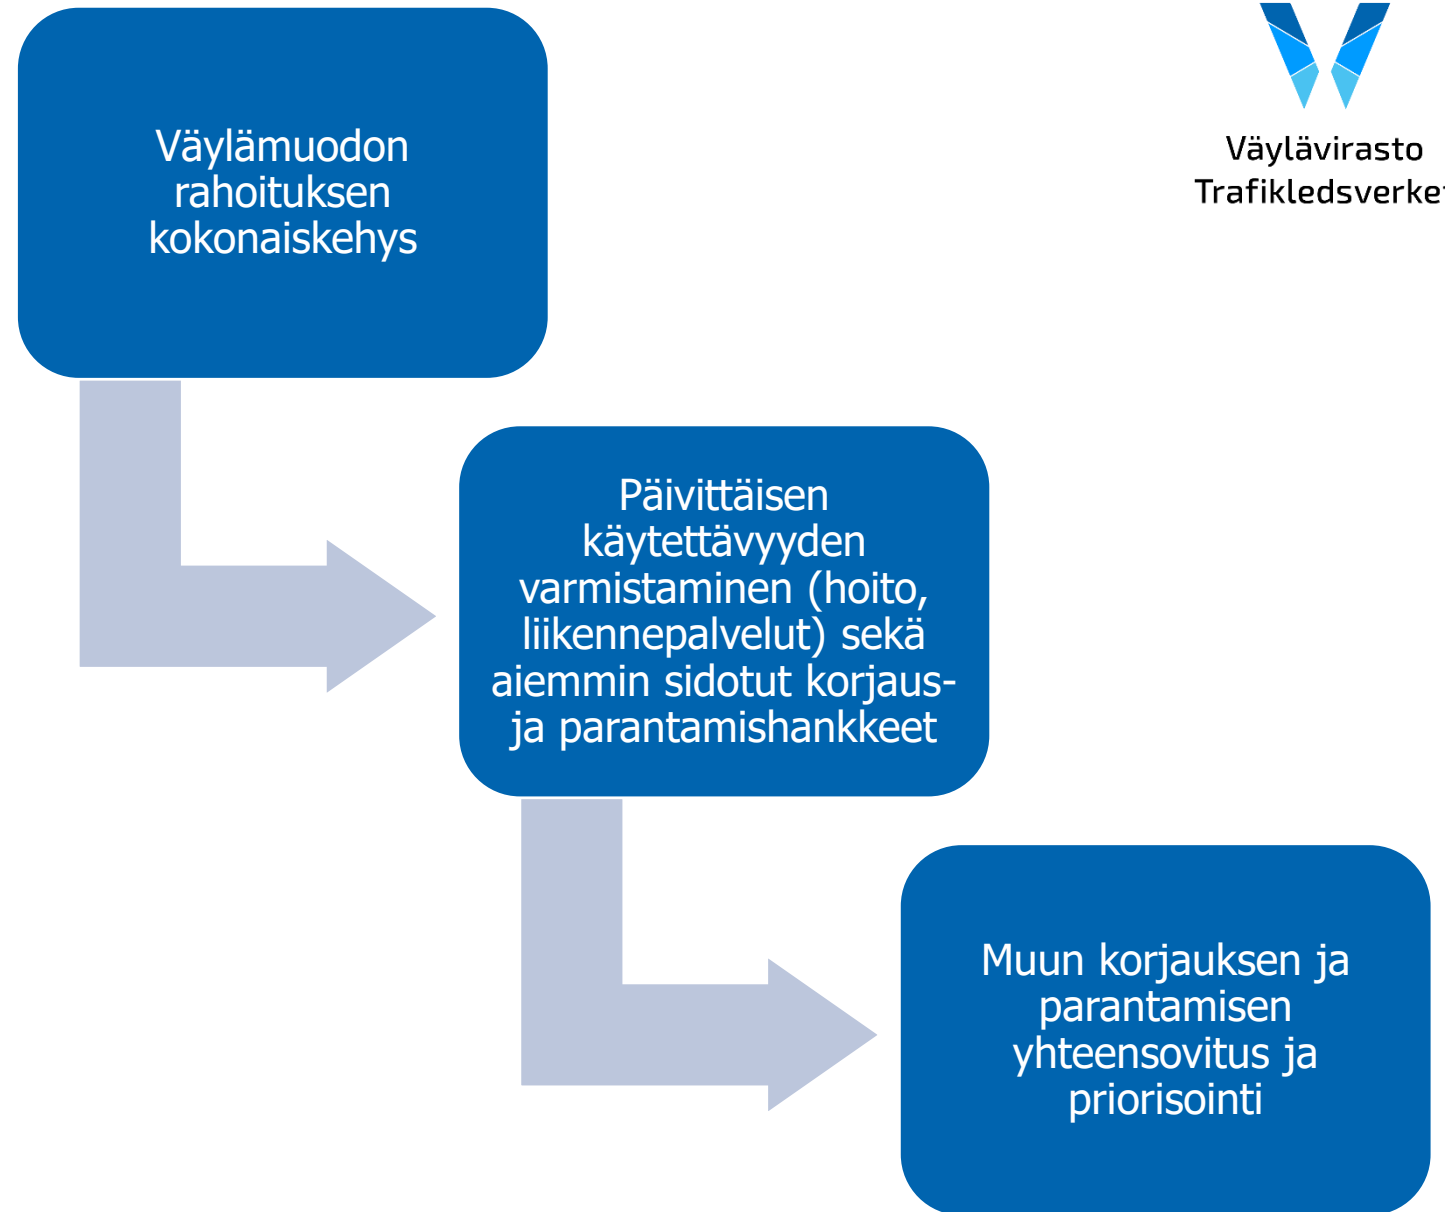 Väylämuodon
rahoituksen
kokonaiskehys
Väylävirasto
Trafikledsverket
Päivittäisen
käytettävyyden
varmistaminen (hoito,
liikennepalvelut) sekä
aiemmin sidotut korjaus-
ja parantamishankkeet
Muun korjauksen ja
parantamisen
yhteensovitus ja
priorisointi